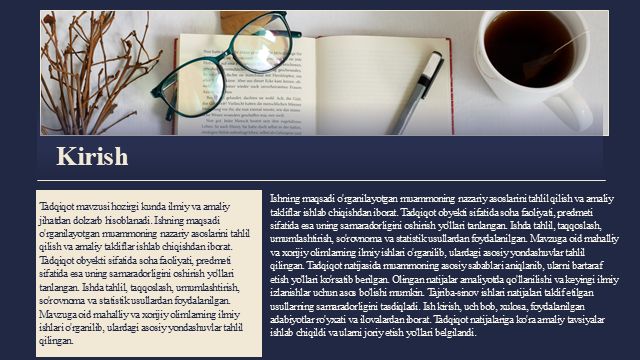 Kirish
Tadqiqot mavzusi hozirgi kunda ilmiy va amaliy
jihatdan dolzarb hisoblanadi. Ishning maqsadi
o'rganilayotgan muammoning nazariy asoslarini tahlil
qilish va amaliy takliflar ishlab chiqishdan iborat.
Tadqiqot obyekti sifatida soha faoliyati, predmeti
sifatida esa uning samaradorligini oshirish yo'llari
tanlangan. Ishda tahlil, taqqoslash, umumlashtirish,
so'rovnoma va statistik usullardan foydalanilgan.
Mavzuga oid mahalliy va xorijiy olimlarning ilmiy
ishlari o'rganilib, ulardagi asosiy yondashuvlar tahlil
qilingan.
Ishning maqsadi o'rganilayotgan muammoning nazariy asoslarini tahlil qilish va amaliy
takliflar ishlab chiqishdan iborat. Tadqiqot obyekti sifatida soha faoliyati, predmeti
sifatida esa uning samaradorligini oshirish yo'llari tanlangan. Ishda tahlil, taqqoslash,
umumlashtirish, so'rovnoma va statistik usullardan foydalanilgan. Mavzuga oid mahalliy
va xorijiy olimlarning ilmiy ishlari o'rganilib, ulardagi asosiy yondashuvlar tahlil
qilingan. Tadqiqot natijasida muammoning asosiy sabablari aniqlanib, ularni bartaraf
etish yo'llari ko'rsatib berilgan. Olingan natijalar amaliyotda qo'llanilishi va keyingi ilmiy
izlanishlar uchun asos bo'lishi mumkin. Tajriba-sinov ishlari natijalari taklif etilgan
usullarning samaradorligini tasdiqladi. Ish kirish, uch bob, xulosa, foydalanilgan
adabiyotlar ro'yxati va ilovalardan iborat. Tadqiqot natijalariga ko'ra amaliy tavsiyalar
ishlab chiqildi va ularni joriy etish yo'llari belgilandi.